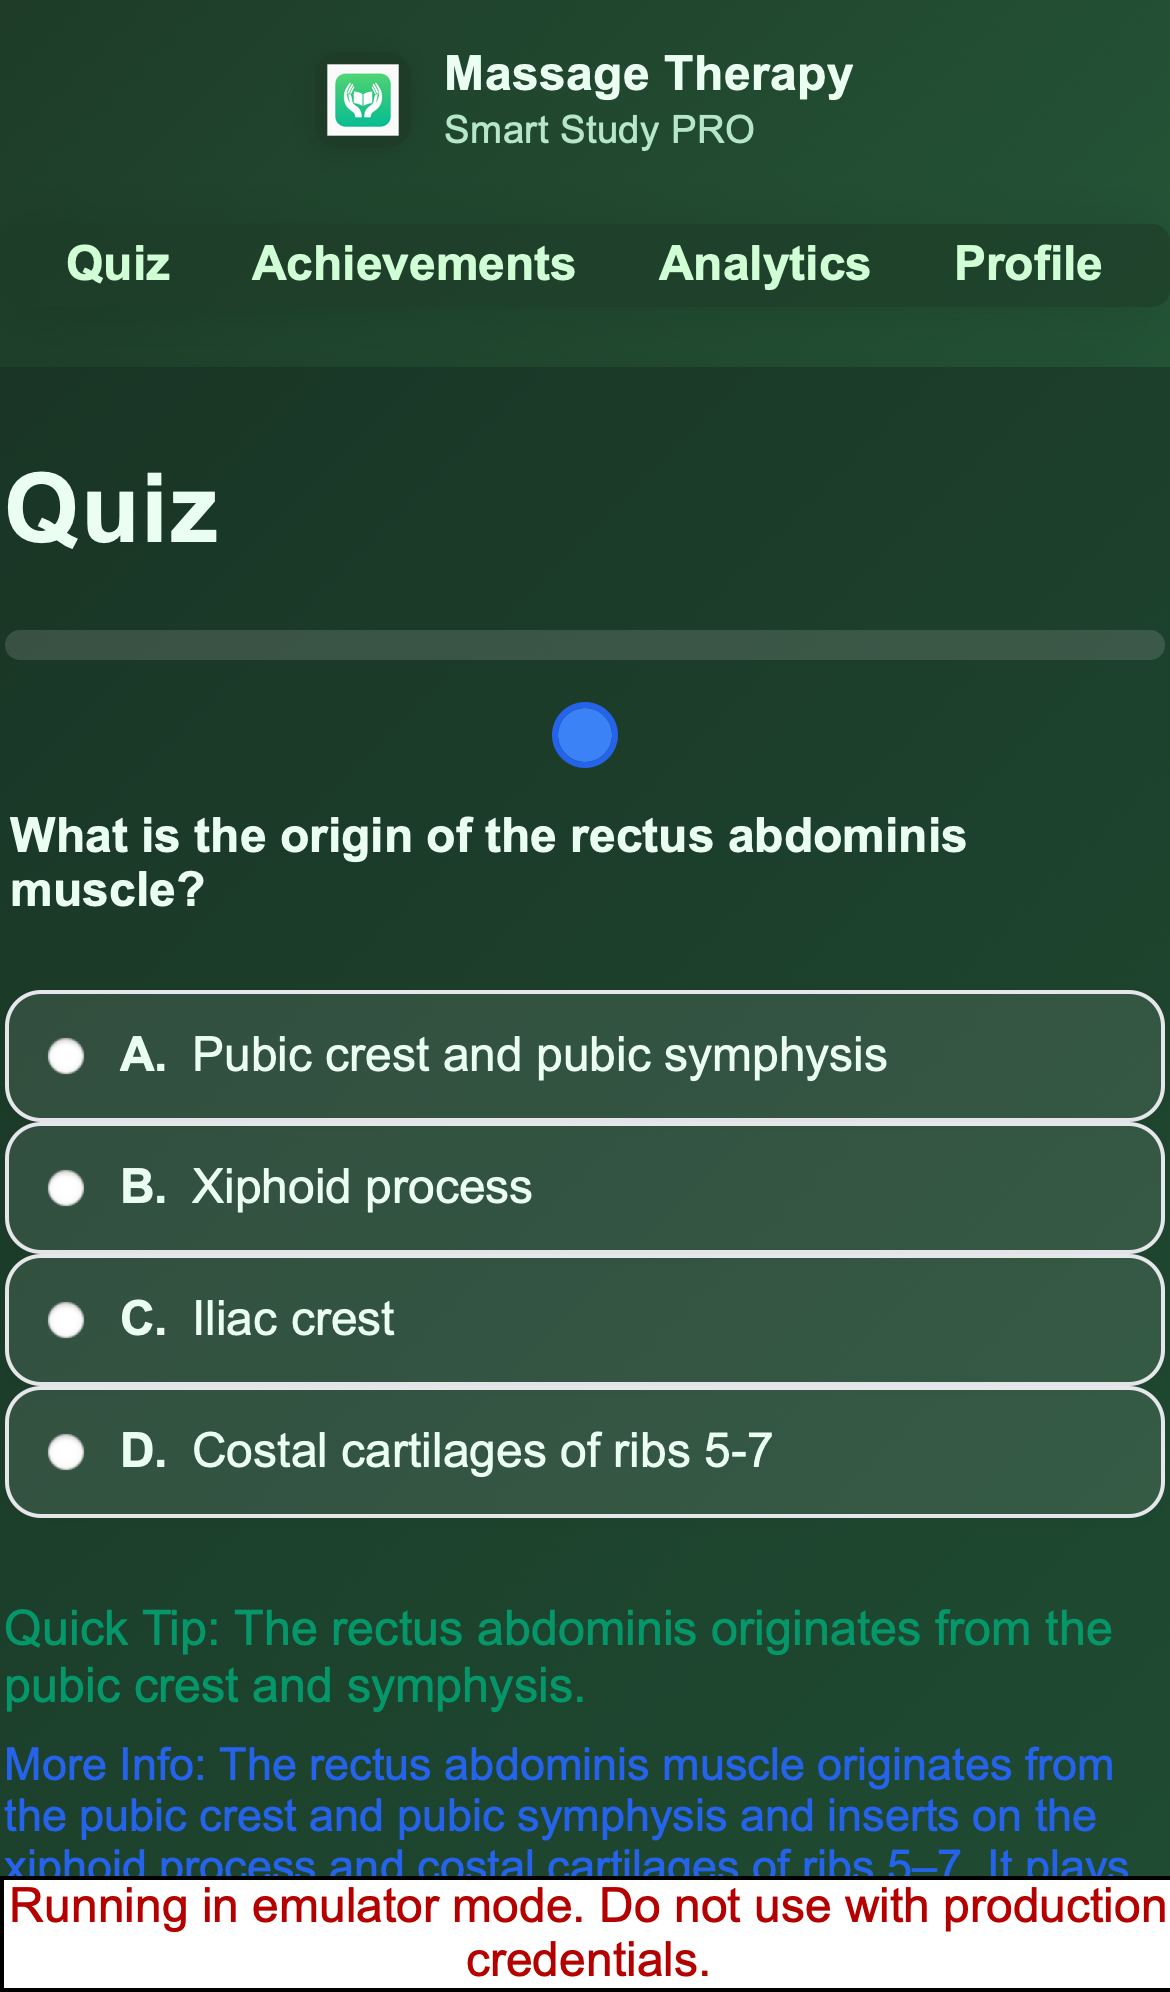 Massage Therapy
Smart Study PRO
Quiz Achievements Analytics Profile
Quiz
What is the origin of the rectus abdominis
muscle?
A. Pubic crest and pubic symphysis
B. Xiphoid process
C. Iliac crest
D. Costal cartilages of ribs 5-7
Quick Tip: The rectus abdominis originates from the
pubic crest and symphysis.
More Info: The rectus abdominis muscle originates from
the pubic crest and pubic symphysis and inserts on the
xiphoid process and costal cartilages of ribs 5–7. It plays
Running in emulator mode. Do not use with production
credentials.